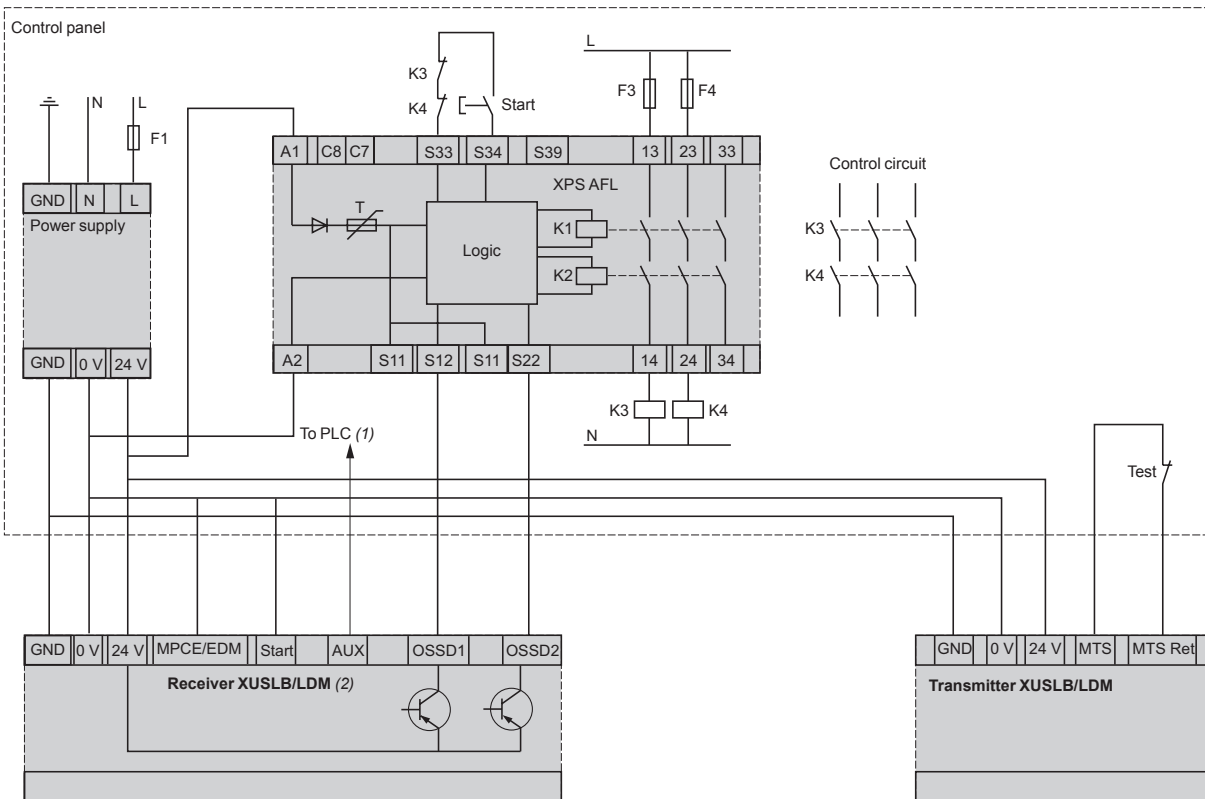 Control panel
N
L
F1
GND N L
Power supply
GND 0 V 24 V
K3
K4
Start
L
F3
F4
A1 C8 C7 S33 S34 S39 13 23 33
XPS AFL
T
Logic
K1
K2
A2 S11 S12 S11 S22 14 24 34
K3
K4
N
Control circuit
K3
K4
To PLC (1)
Test
GND 0 V 24 V MPCE/EDM Start AUX OSSD1 OSSD2
Receiver XUSLB/LDM (2)
GND 0 V 24 V MTS MTS Ret
Transmitter XUSLB/LDM